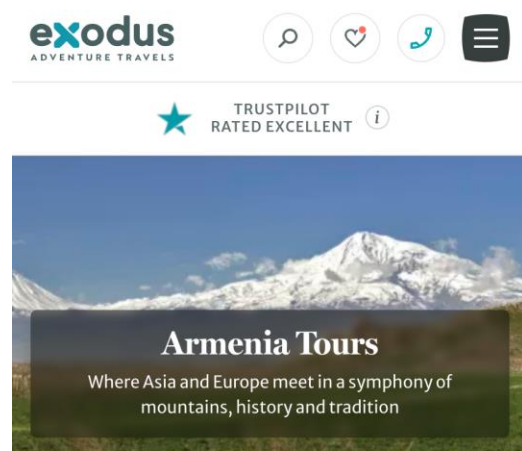 exodus
ADVENTURE TRAVELS
TRUSTPILOT
RATED EXCELLENT
i
Armenia Tours
Where Asia and Europe meet in a symphony of
mountains, history and tradition